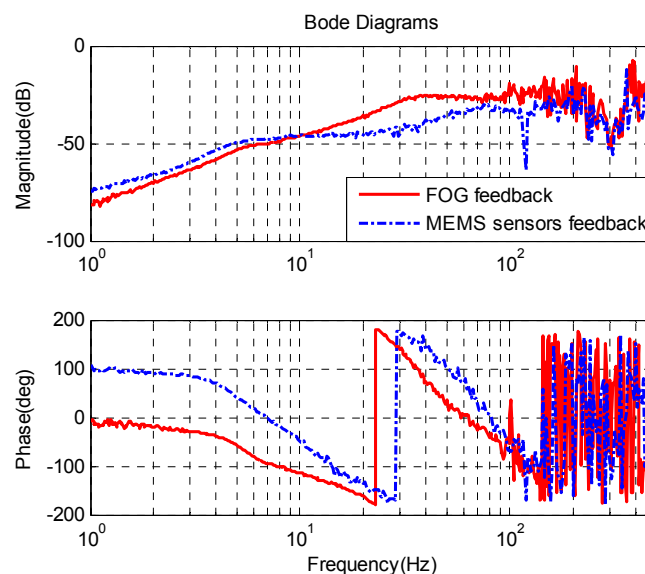 Bode Diagrams
Magnitude(dB)
0
-50
-100
10^0
10^1
10^2
FOG feedback
MEMS sensors feedback
Phase(deg)
200
100
0
-100
-200
10^0
10^1
10^2
Frequency(Hz)